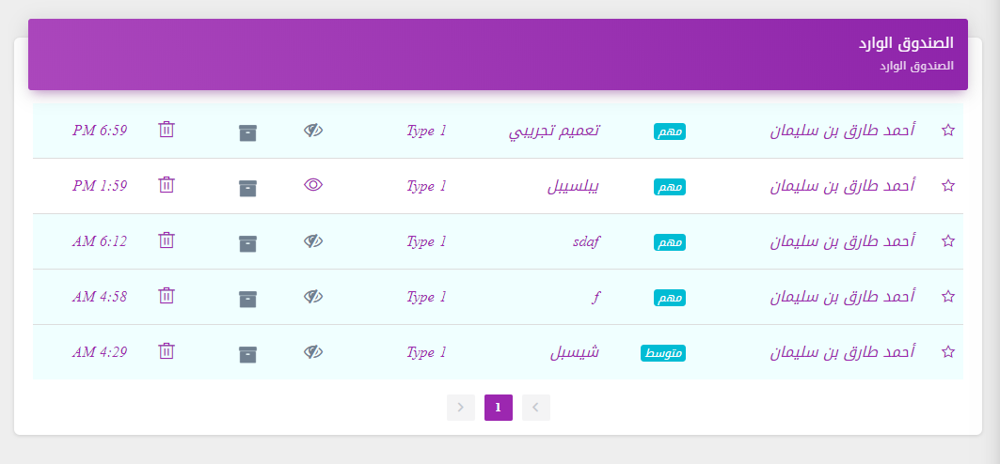 الصندوق الوارد
الصندوق الوارد
أحمد طارق بن سليمان مهم تعميم تجريبي Type 1 PM 6:59
أحمد طارق بن سليمان مهم يبلسيبل Type 1 PM 1:59
أحمد طارق بن سليمان مهم sdaf Type 1 AM 6:12
أحمد طارق بن سليمان مهم f Type 1 AM 4:58
أحمد طارق بن سليمان متوسط شيسبل Type 1 AM 4:29
1